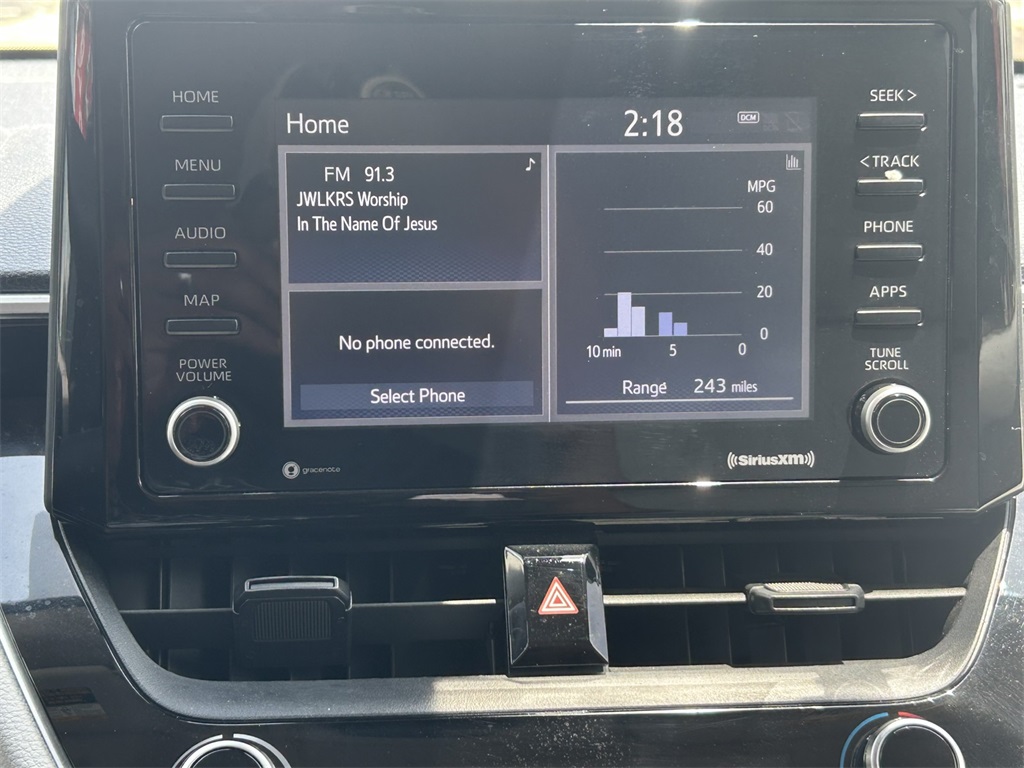 HOME
MENU
AUDIO
MAP
POWER
VOLUME
Home
2:18
DCM
FM 91.3
JWLKRS Worship
In The Name Of Jesus
No phone connected.
Select Phone
MPG
60
40
20
0
10 min 5 0
Range 243 miles
SEEK >
< TRACK
PHONE
APPS
TUNE
SCROLL
gracenote
((SiriusXM))